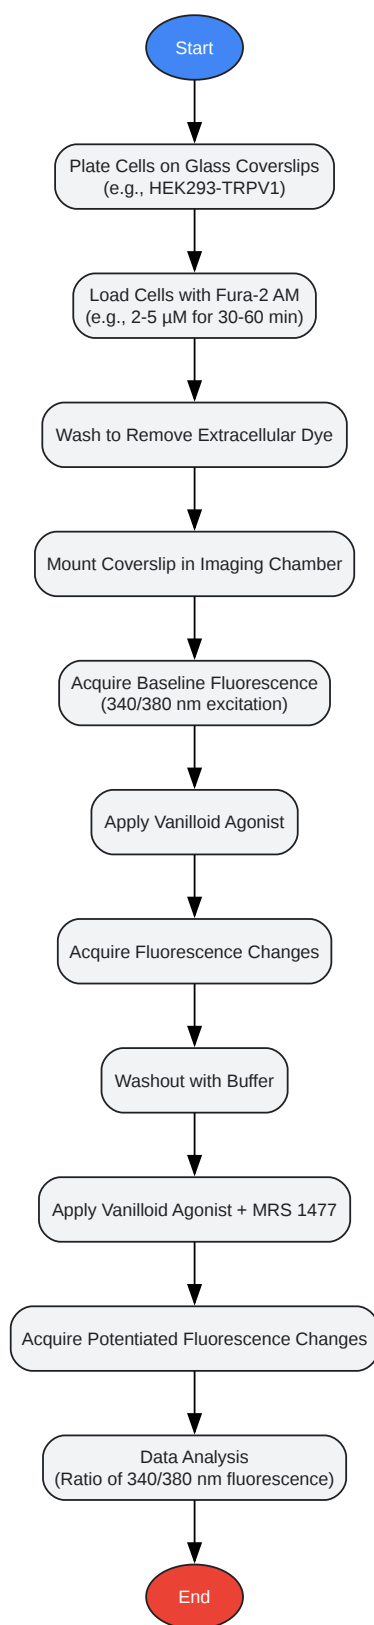 Start
Plate Cells on Glass Coverslips
(e.g., HEK293-TRPV1)
Load Cells with Fura-2 AM
(e.g., 2-5 µM for 30-60 min)
Wash to Remove Extracellular Dye
Mount Coverslip in Imaging Chamber
Acquire Baseline Fluorescence
(340/380 nm excitation)
Apply Vanilloid Agonist
Acquire Fluorescence Changes
Washout with Buffer
Apply Vanilloid Agonist + MRS 1477
Acquire Potentiated Fluorescence Changes
Data Analysis
(Ratio of 340/380 nm fluorescence)
End